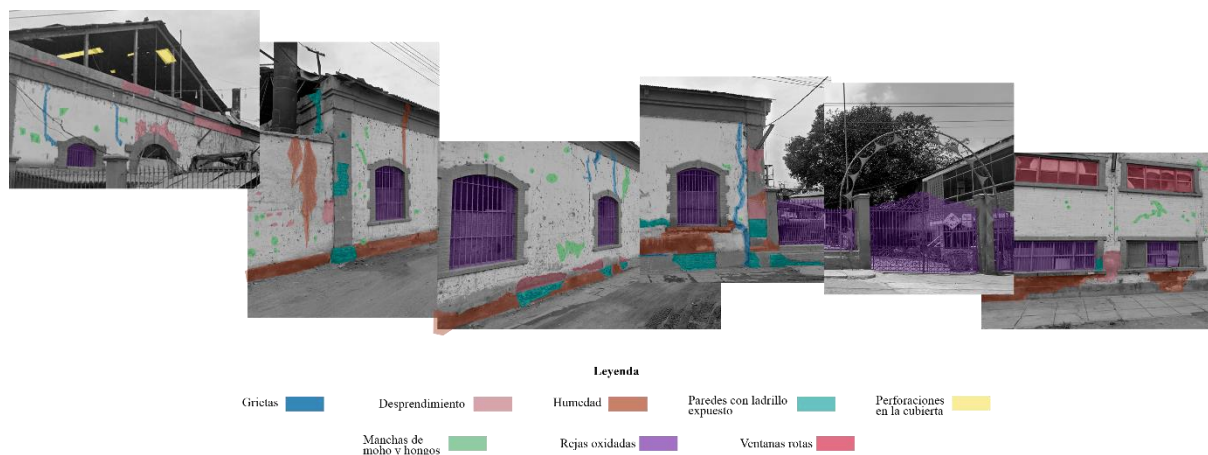 Leyenda
Grietas
Desprendimiento
Humedad
Paredes con ladrillo
expuesto
Perforaciones
en la cubierta
Manchas de
moho y hongos
Rejas oxidadas
Ventanas rotas